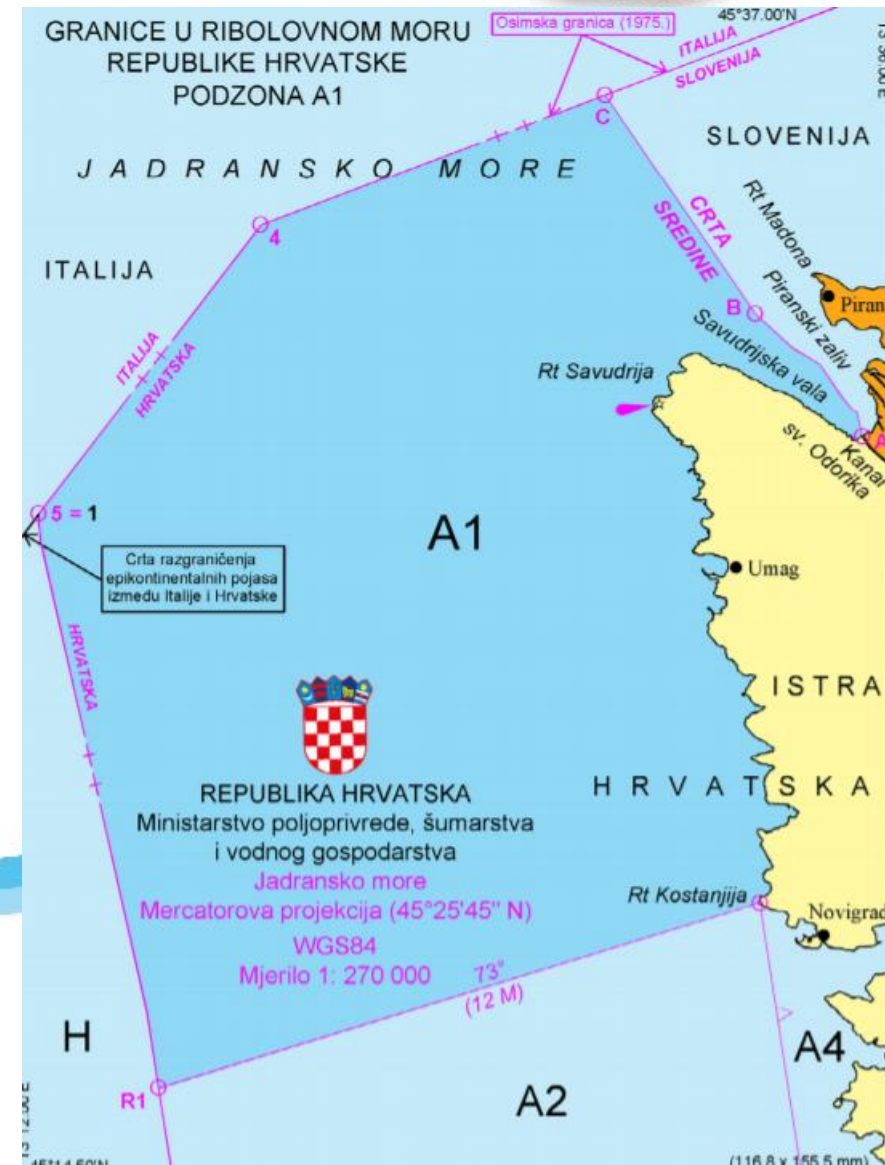 GRANICE U RIBOLOVNOM MORU
REPUBLIKE HRVATSKE
PODZONA A1
Osimska granica (1975.)
45°37.00'N
ITALIJA
SLOVENIJA
C
SLOVENIJA
JADRANSKO MORE
4
ITALIJA
CRTA
SREDINE
Rt Madona
Piran
Piranski zaliv
B
Savudrijska vala
ITALIJA
HRVATSKA
Rt Savudrija
A
Kanal
sv. Odorika
5 = 1
A1
Crta razgraničenja
epikontinentalnih pojasa
između Italije i Hrvatske
Umag
HRVATSKA
ISTRA
HRVATSKA
REPUBLIKA HRVATSKA
Ministarstvo poljoprivrede, šumarstva
i vodnog gospodarstva
Jadransko more
Mercatorova projekcija (45°25'45" N)
WGS84
Mjerilo 1: 270 000
Rt Kostanjija
Novigrad
73°
(12 M)
H
A4
R1
A2
(116.8 x 155.5 mm)